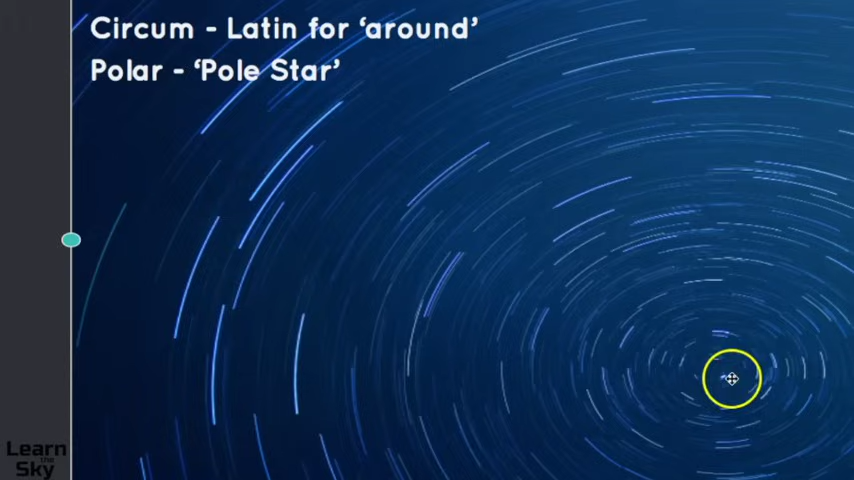 Circum - Latin for ‘around’
Polar - ‘Pole Star’
Learn
the
Sky